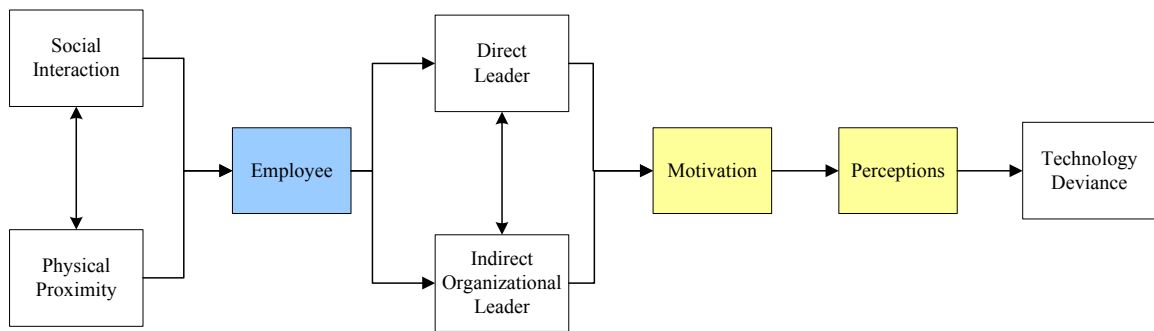 Social
Interaction
Physical
Proximity
Employee
Direct
Leader
Indirect
Organizational
Leader
Motivation
Perceptions
Technology
Deviance